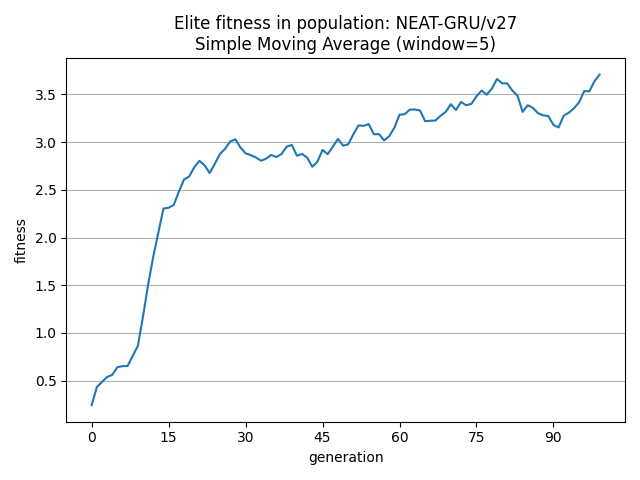 Elite fitness in population: NEAT-GRU/v27
Simple Moving Average (window=5)
fitness
3.5
3.0
2.5
2.0
1.5
1.0
0.5
0 15 30 45 60 75 90
generation